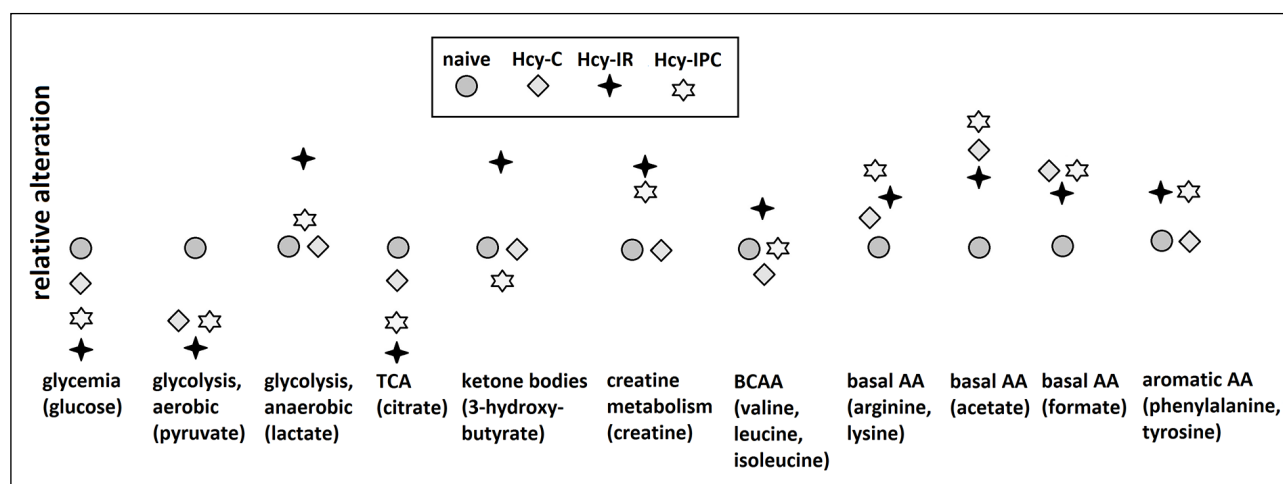 naive Hcy-C Hcy-IR Hcy-IPC
relative alteration
glycemia
(glucose)
glycolysis,
aerobic
(pyruvate)
glycolysis,
anaerobic
(lactate)
TCA
(citrate)
ketone bodies
(3-hydroxy-
butyrate)
creatine
metabolism
(creatine)
BCAA
(valine,
leucine,
isoleucine)
basal AA
(arginine,
lysine)
basal AA
(acetate)
basal AA
(formate)
aromatic AA
(phenylalanine,
tyrosine)